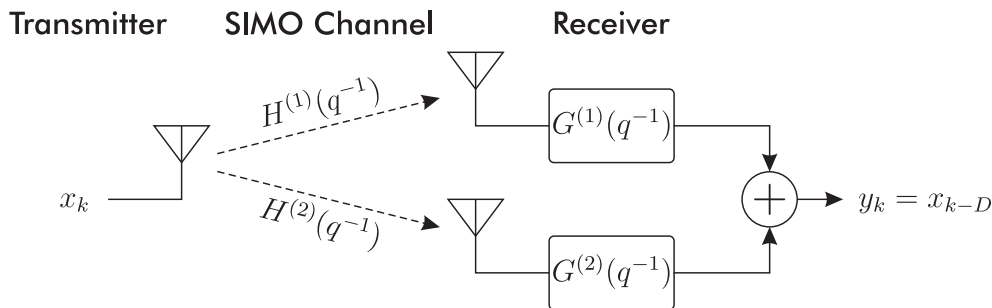 Transmitter SIMO Channel Receiver
H^{(1)}(q^{-1})
G^{(1)}(q^{-1})
x_k
H^{(2)}(q^{-1})
y_k = x_{k-D}
G^{(2)}(q^{-1})